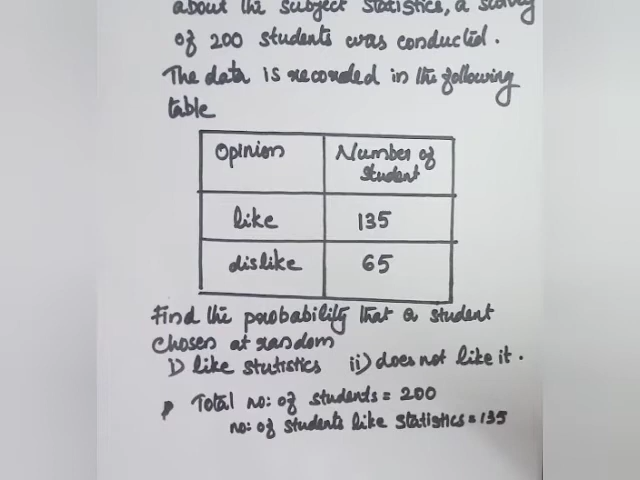 about the subject statistics, a survey
of 200 students was conducted.
The data is recorded in the following
table
Opinion Number of student
like 135
dislike 65
Find the probability that a student
chosen at random
i) like statistics ii) does not like it.
Total no: of students = 200
no: of students like statistics = 135